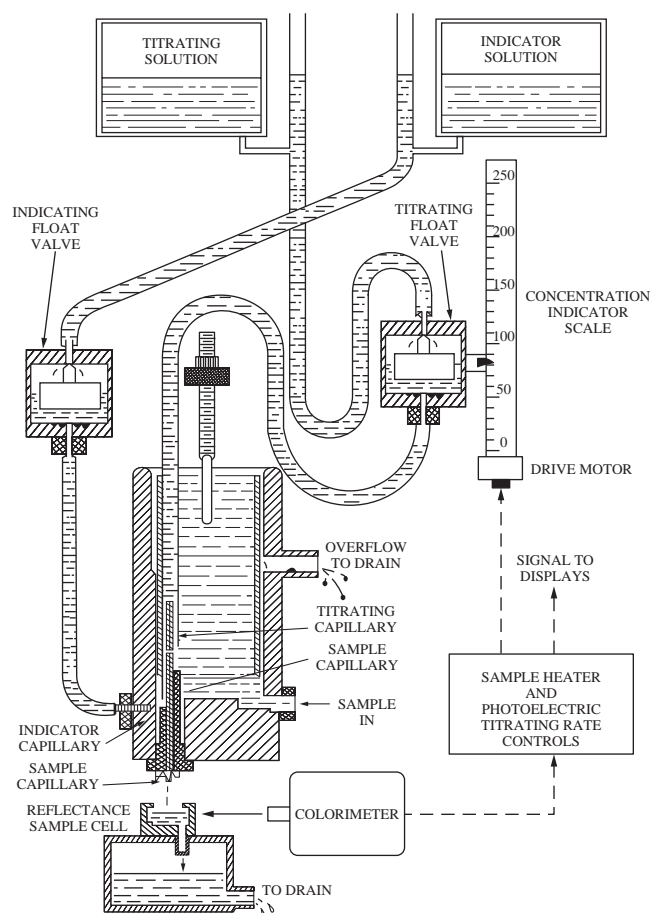 TITRATING
SOLUTION
INDICATOR
SOLUTION
INDICATING
FLOAT
VALVE
TITRATING
FLOAT
VALVE
250
200
150
100
50
0
CONCENTRATION
INDICATOR
SCALE
DRIVE MOTOR
OVERFLOW
TO DRAIN
SIGNAL TO
DISPLAYS
TITRATING
CAPILLARY
SAMPLE
CAPILLARY
SAMPLE
IN
SAMPLE HEATER
AND
PHOTOELECTRIC
TITRATING RATE
CONTROLS
INDICATOR
CAPILLARY
SAMPLE
CAPILLARY
REFLECTANCE
SAMPLE CELL
COLORIMETER
TO DRAIN